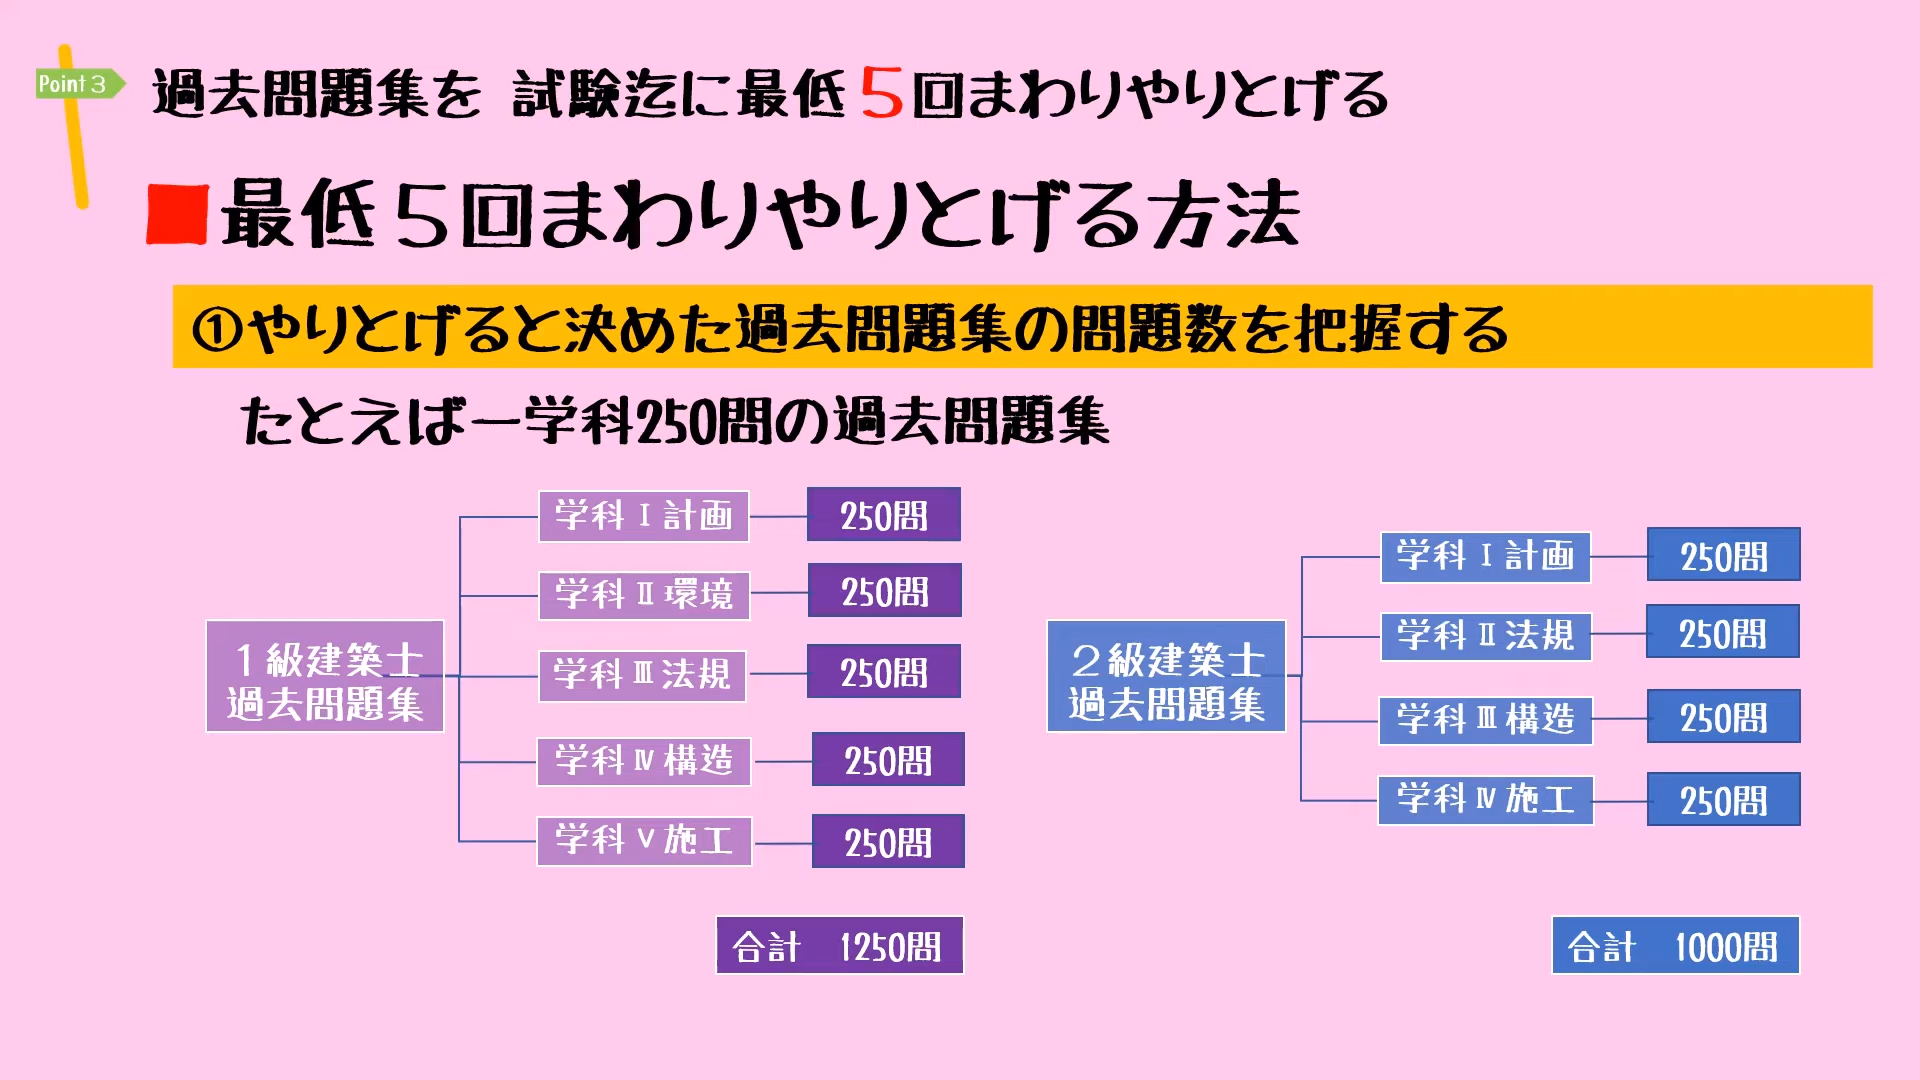 Point３
過去問題集を 試験迄に最低５回まわりやりとげる
■最低５回まわりやりとげる方法
①やりとげると決めた過去問題集の問題数を把握する
たとえば一学科250問の過去問題集
１級建築士
過去問題集
学科Ⅰ計画 250問
学科Ⅱ環境 250問
学科Ⅲ法規 250問
学科Ⅳ構造 250問
学科Ⅴ施工 250問
合計　1250問
２級建築士
過去問題集
学科Ⅰ計画 250問
学科Ⅱ法規 250問
学科Ⅲ構造 250問
学科Ⅳ施工 250問
合計　1000問